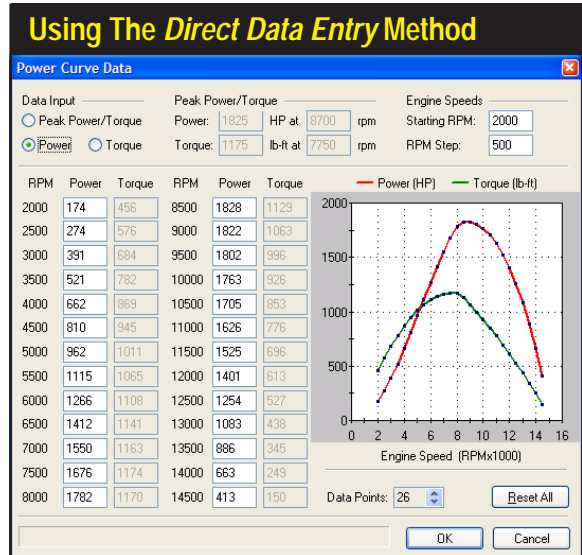 Using The Direct Data Entry Method
Power Curve Data
Data Input Peak Power/Torque Engine Speeds
Peak Power/Torque Power: 1825 HP at 8700 rpm Starting RPM: 2000
Power Torque Torque: 1175 lb-ft at 7750 rpm RPM Step: 500
RPM Power Torque RPM Power Torque
2000 174 456 8500 1828 1129
2500 274 576 9000 1822 1063
3000 391 684 9500 1802 996
3500 521 782 10000 1763 926
4000 662 869 10500 1705 853
4500 810 945 11000 1626 776
5000 962 1011 11500 1525 696
5500 1115 1065 12000 1401 613
6000 1266 1108 12500 1254 527
6500 1412 1141 13000 1083 438
7000 1550 1163 13500 886 345
7500 1676 1174 14000 663 249
8000 1782 1170 14500 413 150
Power (HP) Torque (lb-ft)
2000
1500
1000
500
0
0 2 4 6 8 10 12 14 16
Engine Speed (RPMx1000)
Data Points: 26 Reset All
OK Cancel